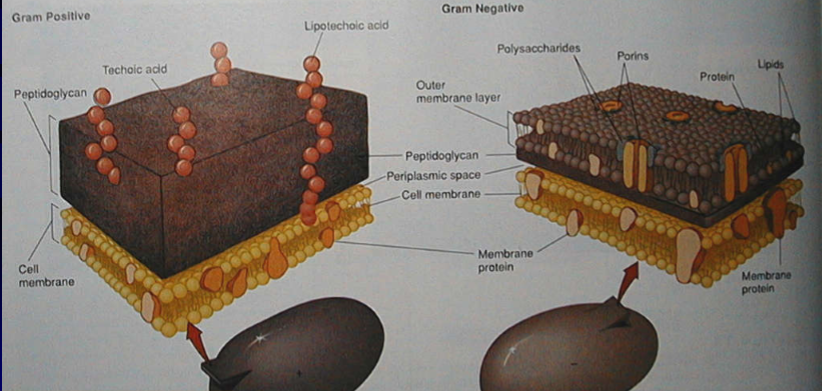 Gram Positive
Lipotechoic acid
Techoic acid
Peptidoglycan
Cell
membrane
Gram Negative
Polysaccharides
Porins
Lipids
Protein
Outer
membrane layer
Peptidoglycan
Periplasmic space
Cell membrane
Membrane
protein
Membrane
protein